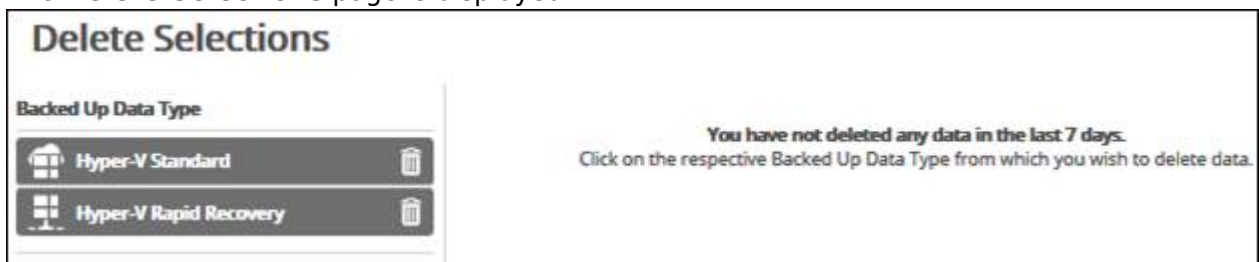 Delete Selections
Backed Up Data Type
Hyper-V Standard
Hyper-V Rapid Recovery
You have not deleted any data in the last 7 days.
Click on the respective Backed Up Data Type from which you wish to delete data.